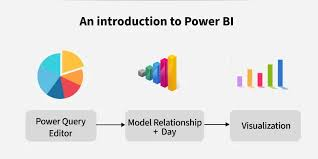 An introduction to Power BI
Power Query
Editor
Model Relationship
+ Day
Visualization